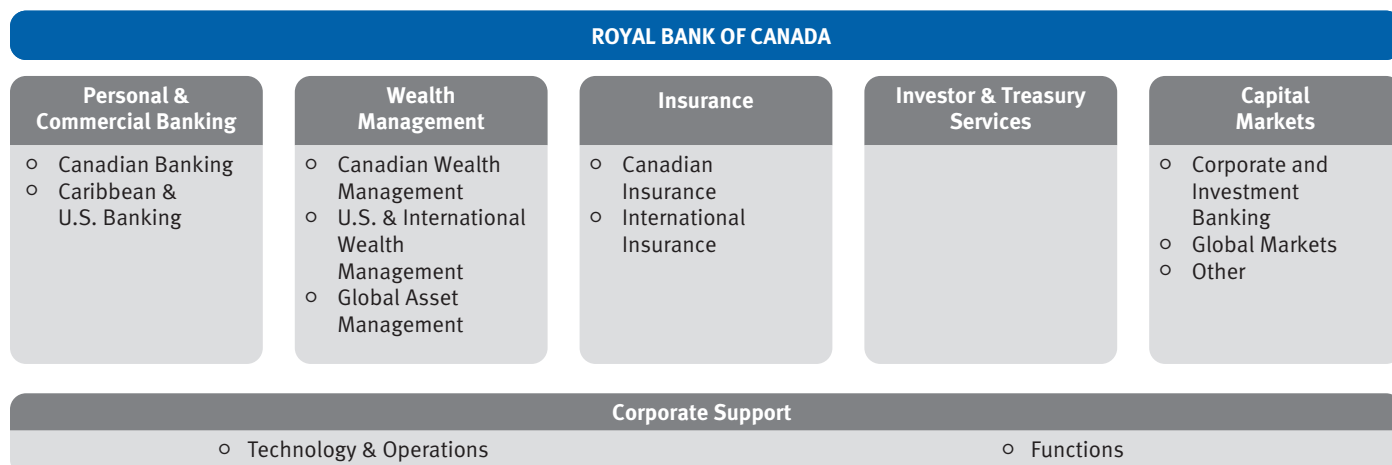 ROYAL BANK OF CANADA
Personal &
Commercial Banking
○ Canadian Banking
○ Caribbean &
U.S. Banking
Wealth
Management
○ Canadian Wealth
Management
○ U.S. & International
Wealth
Management
○ Global Asset
Management
Insurance
○ Canadian
Insurance
○ International
Insurance
Investor & Treasury
Services
Capital
Markets
○ Corporate and
Investment
Banking
○ Global Markets
○ Other
Corporate Support
○ Technology & Operations
○ Functions